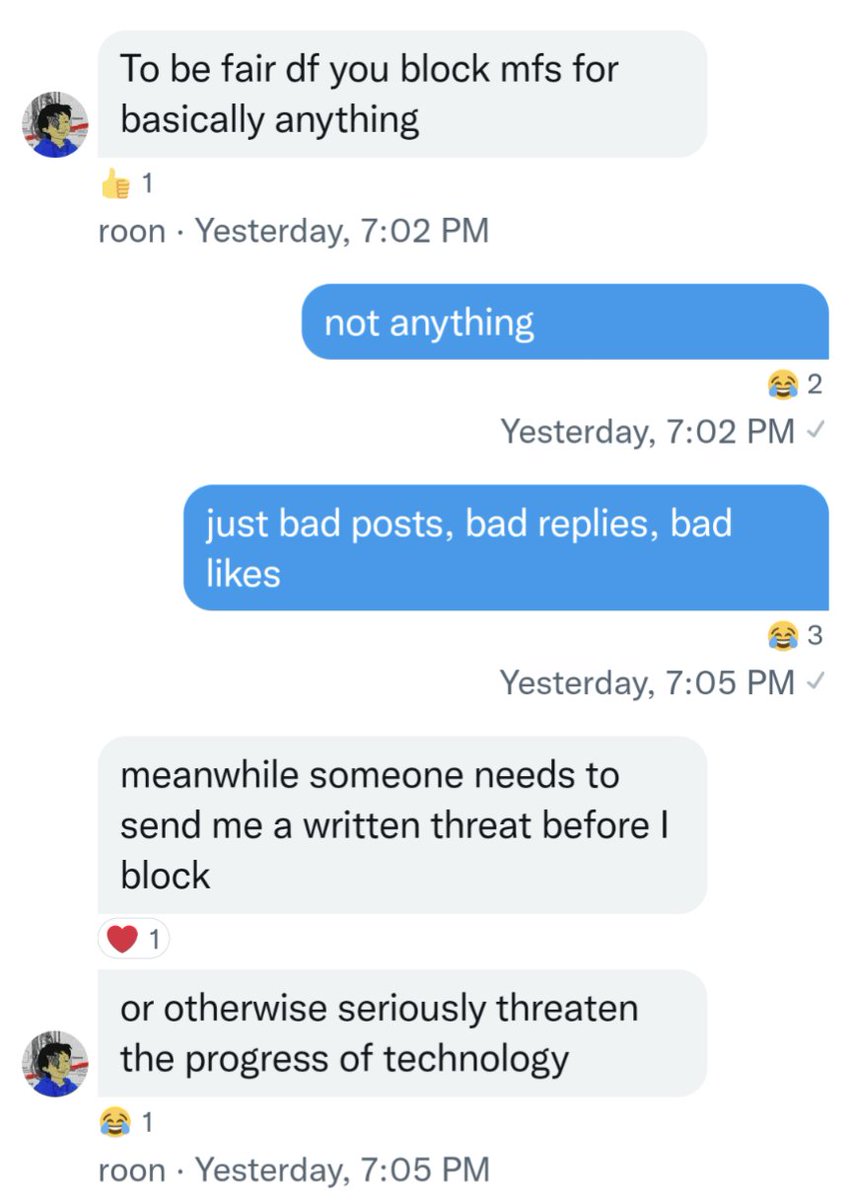 To be fair df you block mfs for
basically anything
👍 1
roon · Yesterday, 7:02 PM
not anything
😂 2
Yesterday, 7:02 PM ✓
just bad posts, bad replies, bad
likes
😂 3
Yesterday, 7:05 PM ✓
meanwhile someone needs to
send me a written threat before I
block
❤️ 1
or otherwise seriously threaten
the progress of technology
😂 1
roon · Yesterday, 7:05 PM